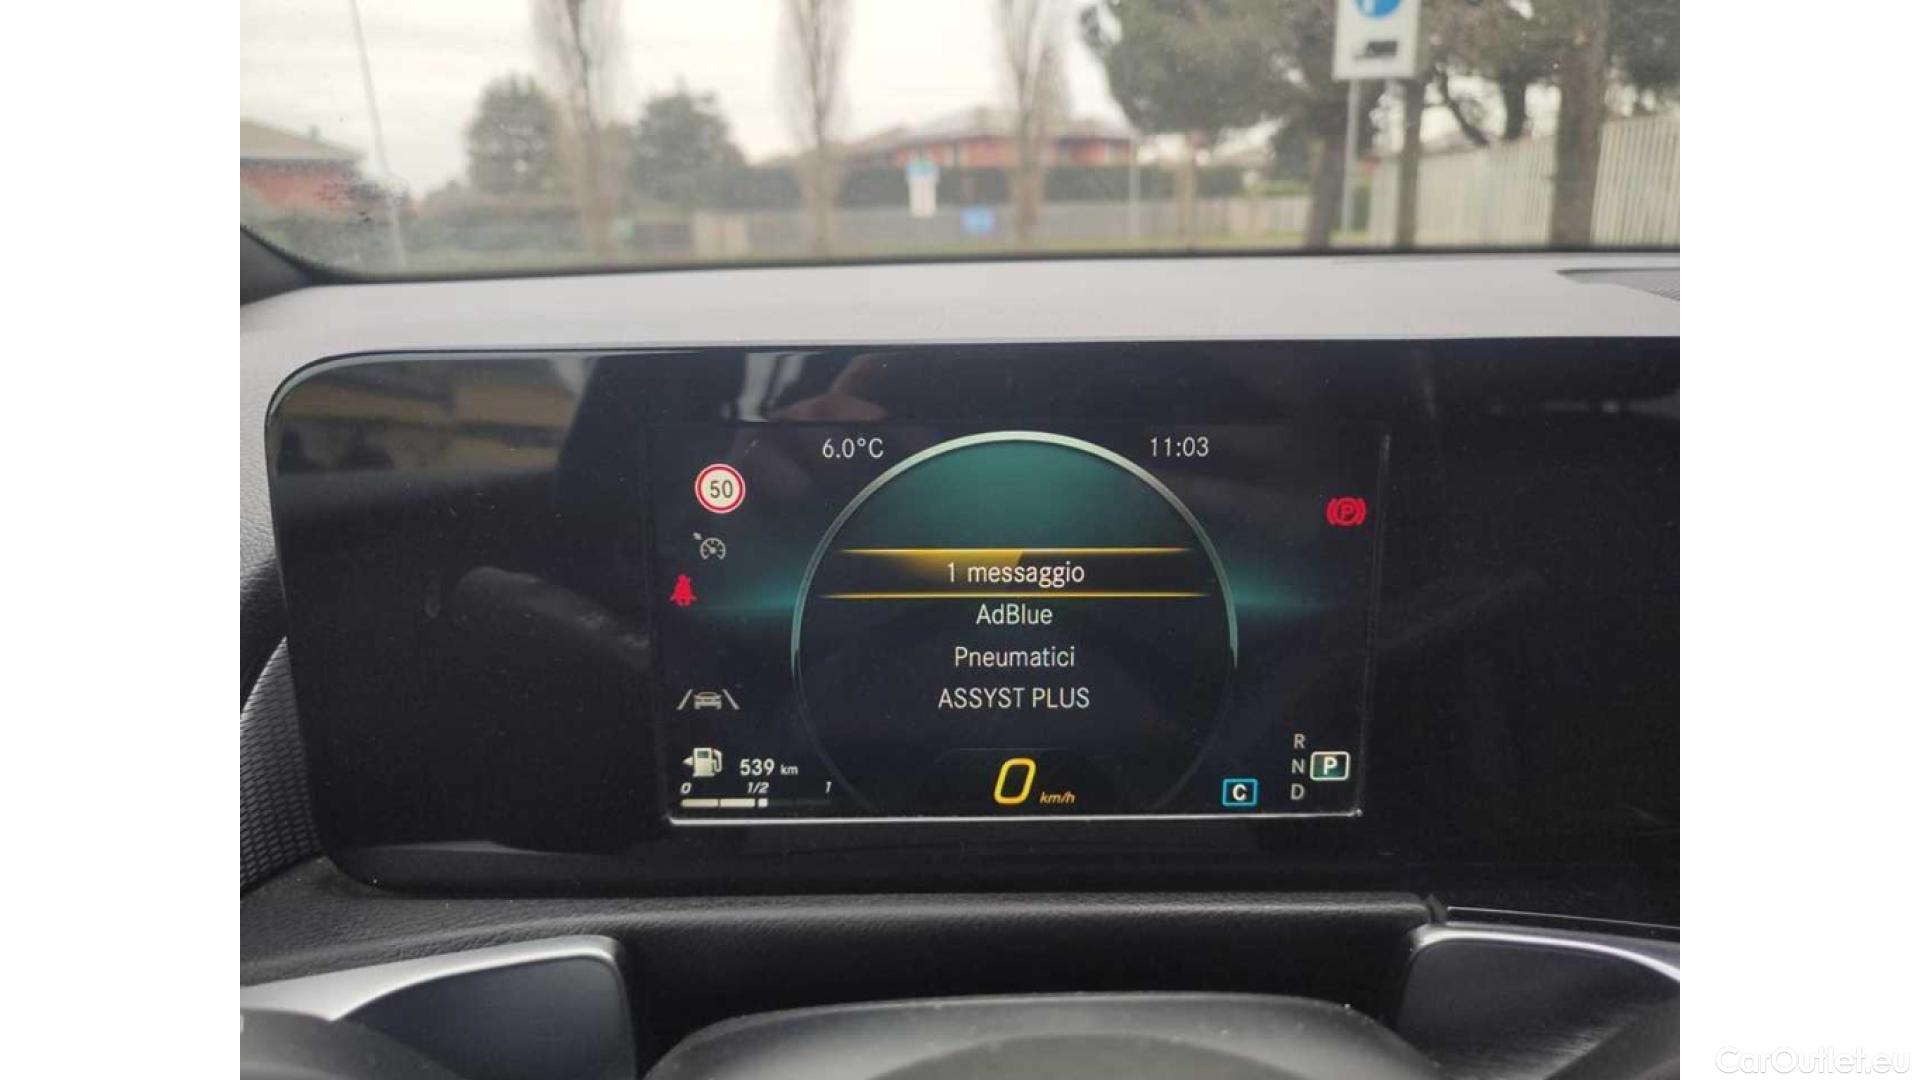 6.0°C
11:03
50
P
1 messaggio
AdBlue
Pneumatici
ASSYST PLUS
539 km
0 1/2 1
0 km/h
C
R
N P
D
CarOutlet.eu